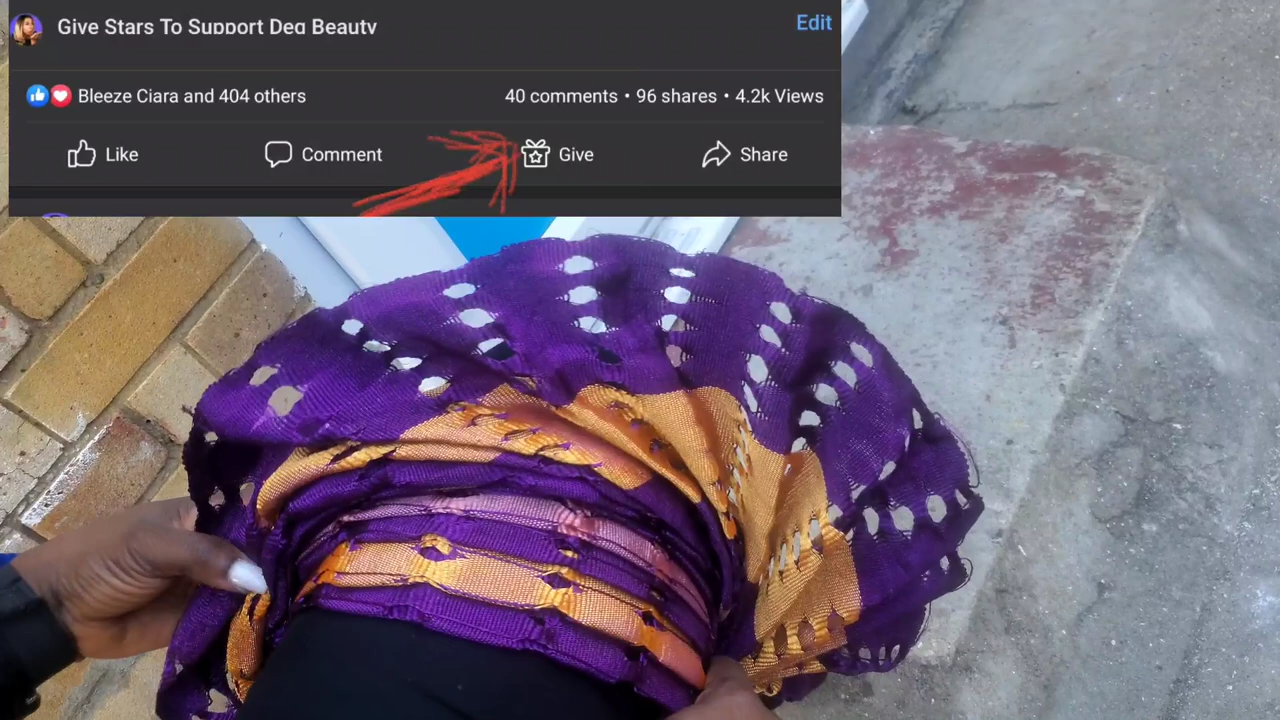 Give Stars To Support Deg Beauty
Edit
Bleeze Ciara and 404 others
40 comments • 96 shares • 4.2k Views
Like
Comment
Give
Share